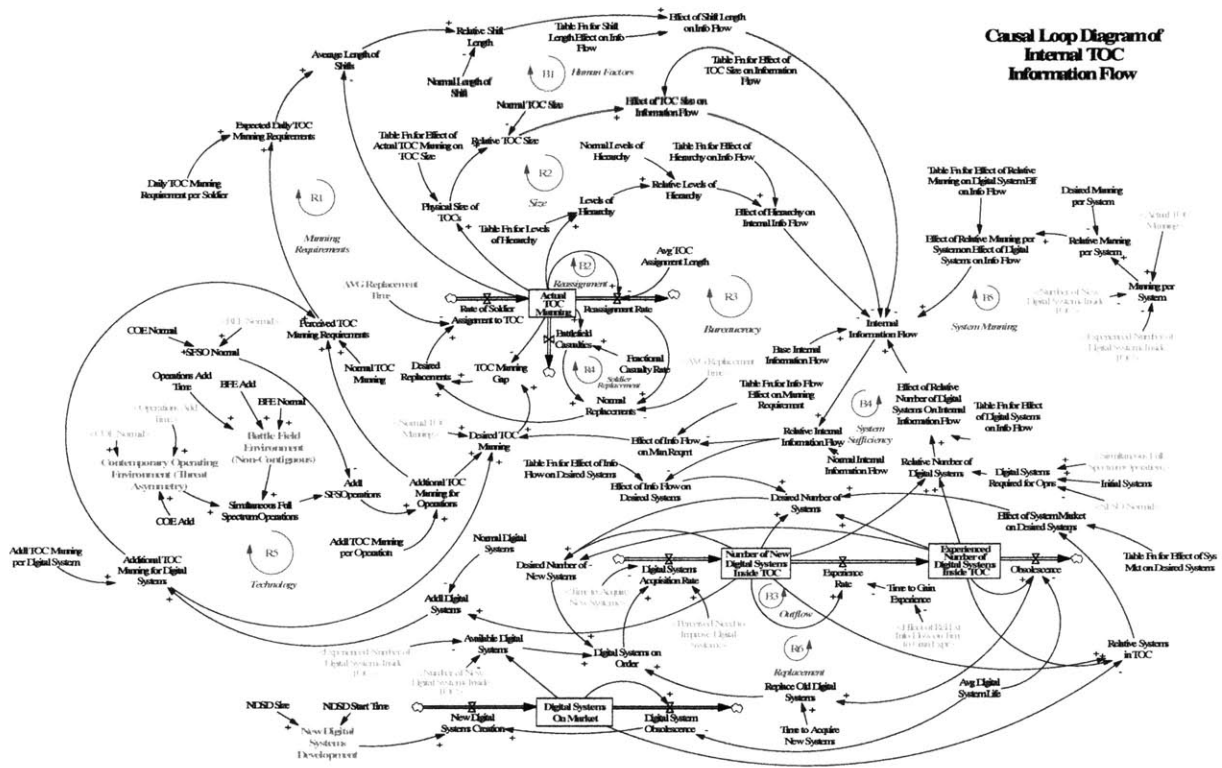 Causal Loop Diagram of
Internal TOC
Information Flow
Relative Shift
Length
Table Fn for Shift
Length Effect on Info
Flow
Effect of Shift Length
on Info Flow
Average Length of
Shifts
Normal Length of
Shift
B1
Human Factors
Table Fn for Effect of
TOC Size on Information
Flow
Normal TOC Size
Effect of TOC Size on
Information Flow
Expected Daily TOC
Manning Requirements
Table Fn for Effect of
Actual TOC Manning on
TOC Size
Relative TOC Size
Normal Levels of
Hierarchy
Table Fn for Effect of
Hierarchy on Info Flow
Daily TOC Manning
Requirement per Soldier
R1
R2
Size
Relative Levels of
Hierarchy
Physical Size of
TOCs
Levels of
Hierarchy
Table Fn for Levels
of Hierarchy
Effect of Hierarchy on
Internal Info Flow
Manning
Requirements
Table Fn for Effect of Relative
Manning on Digital System Eff
on Info Flow
Desired Manning
per System
Effect of Relative Manning per
System on Effect of Digital
Systems on Info Flow
Relative Manning
per System
Manning per
System
B5
System Manning
AVG Replacement
Time
B2
Reassignment
Avg TOC
Assignment Length
R3
Bureaucracy
Actual
TOC
Manning
Rate of Soldier
Assignment to TOC
Reassignment Rate
Battlefield
Casualties
Fractional
Casualty Rate
R4
Soldier
Replacement
Perceived TOC
Manning Requirements
Normal TOC
Manning
Desired
Replacements
TOC Manning
Gap
Normal
Replacements
Internal
Information Flow
Base Internal
Information Flow
COE Normal
SFSO Normal
Operations Add
Time
BFE Add
BFE Normal
Battle Field
Environment
(Non-Contiguous)
Contemporary Operating
Environment (Threat
Asymmetry)
Simultaneous Full
Spectrum Operations
COE Add
Addl
SFSOperations
Desired TOC
Manning
Table Fn for Info Flow
Effect on Manning
Requirement
Effect of Info Flow
on Man Reqmt
Relative Internal
Information Flow
Normal Internal
Information Flow
B4
System
Sufficiency
Effect of Relative
Number of Digital
Systems On Internal
Information Flow
Table Fn for Effect
of Digital Systems
on Info Flow
Relative Number of
Digital Systems
Digital Systems
Required for Opns
Initial Systems
Table Fn for Effect of Info
Flow on Desired Systems
Effect of Info Flow on
Desired Systems
Desired Number of
Systems
Effect of System Market
on Desired Systems
Table Fn for Effect of Sys
Mkt on Desired Systems
Additional TOC
Manning for
Operations
Addl TOC Manning
per Operation
Addl TOC Manning
per Digital System
Additional TOC
Manning for Digital
Systems
R5
Technology
Normal Digital
Systems
Addl Digital
Systems
Desired Number of
New Systems
Digital Systems
Acquisition Rate
Number of New
Digital Systems
Inside TOC
Experience
Rate
Experienced
Number of
Digital Systems
Inside TOC
Obsolescence
B3
Outflow
Time to Gain
Experience
Available Digital
Systems
Digital Systems on
Order
R6
Replacement
Replace Old Digital
Systems
Avg Digital
System Life
Relative Systems
in TOC
NDSD Size
NDSD Start Time
New Digital
Systems
Development
New Digital
Systems Creation
Digital Systems
On Market
Digital System
Obsolescence
Time to Acquire
New Systems